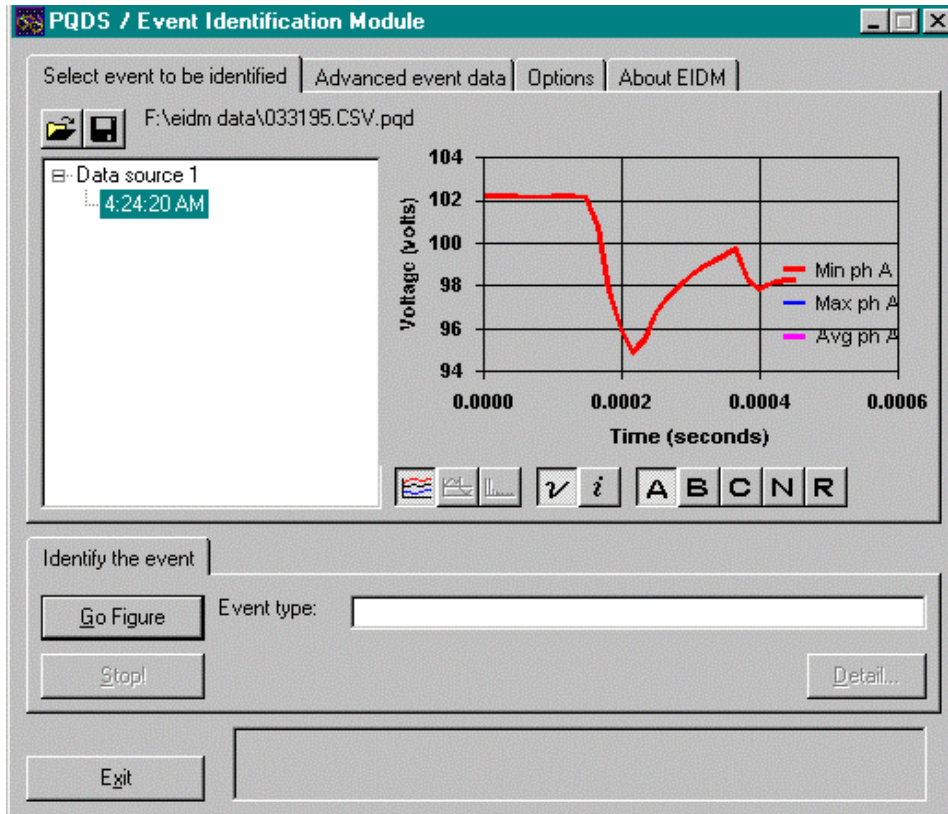 PQDS / Event Identification Module
Select event to be identified Advanced event data Options About EIDM
F:\eidm data\033195.CSV.pqd
Data source 1
4:24:20 AM
104
102
100
98
96
94
Voltage (volts)
Min ph A
Max ph A
Avg ph A
0.0000 0.0002 0.0004 0.0006
Time (seconds)
v i A B C N R
Identify the event
Go Figure Event type:
Stop! Detail...
Exit